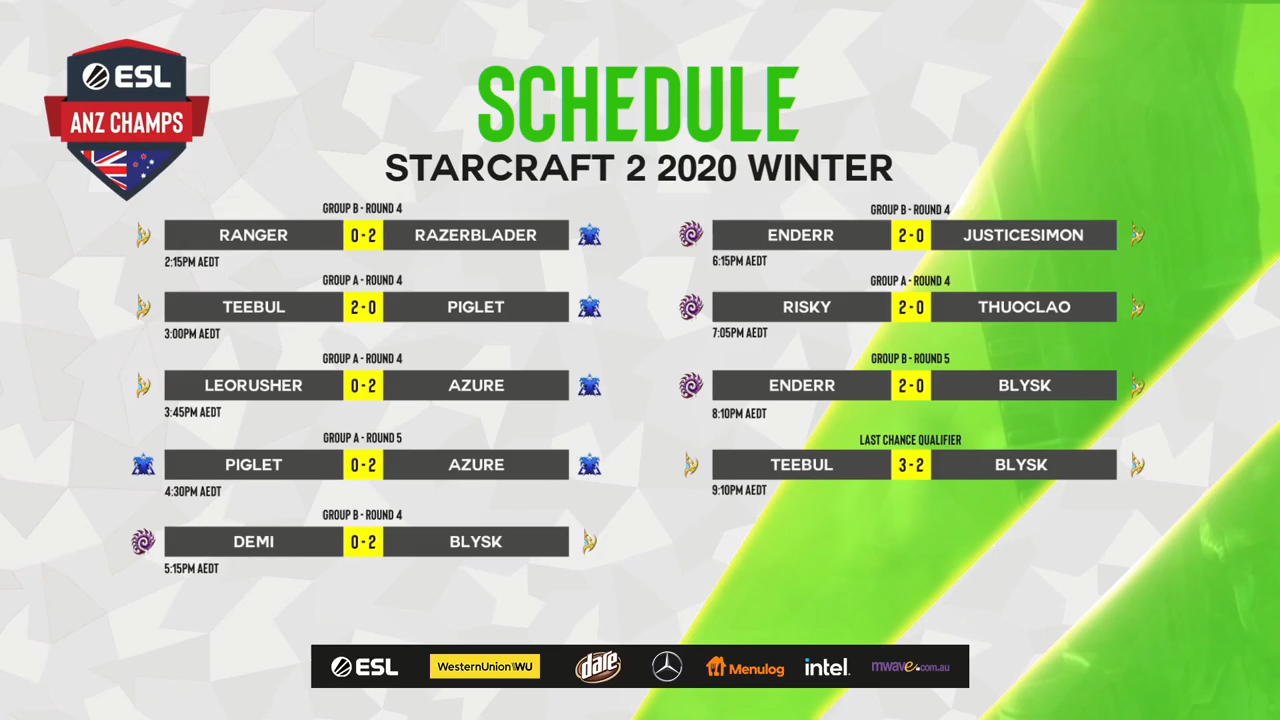 ESL
ANZ CHAMPS
SCHEDULE
STARCRAFT 2 2020 WINTER
GROUP B - ROUND 4
RANGER 0 - 2 RAZERBLADER
2:15PM AEDT
GROUP A - ROUND 4
TEEBUL 2 - 0 PIGLET
3:00PM AEDT
GROUP A - ROUND 4
LEORUSHER 0 - 2 AZURE
3:45PM AEDT
GROUP A - ROUND 5
PIGLET 0 - 2 AZURE
4:30PM AEDT
GROUP B - ROUND 4
DEMI 0 - 2 BLYSK
5:15PM AEDT
GROUP B - ROUND 4
ENDERR 2 - 0 JUSTICESIMON
6:15PM AEDT
GROUP A - ROUND 4
RISKY 2 - 0 THUOCLAO
7:05PM AEDT
GROUP B - ROUND 5
ENDERR 2 - 0 BLYSK
8:10PM AEDT
LAST CHANCE QUALIFIER
TEEBUL 3 - 2 BLYSK
9:10PM AEDT
ESL WesternUnion WU dare Menulog intel. mwave.com.au